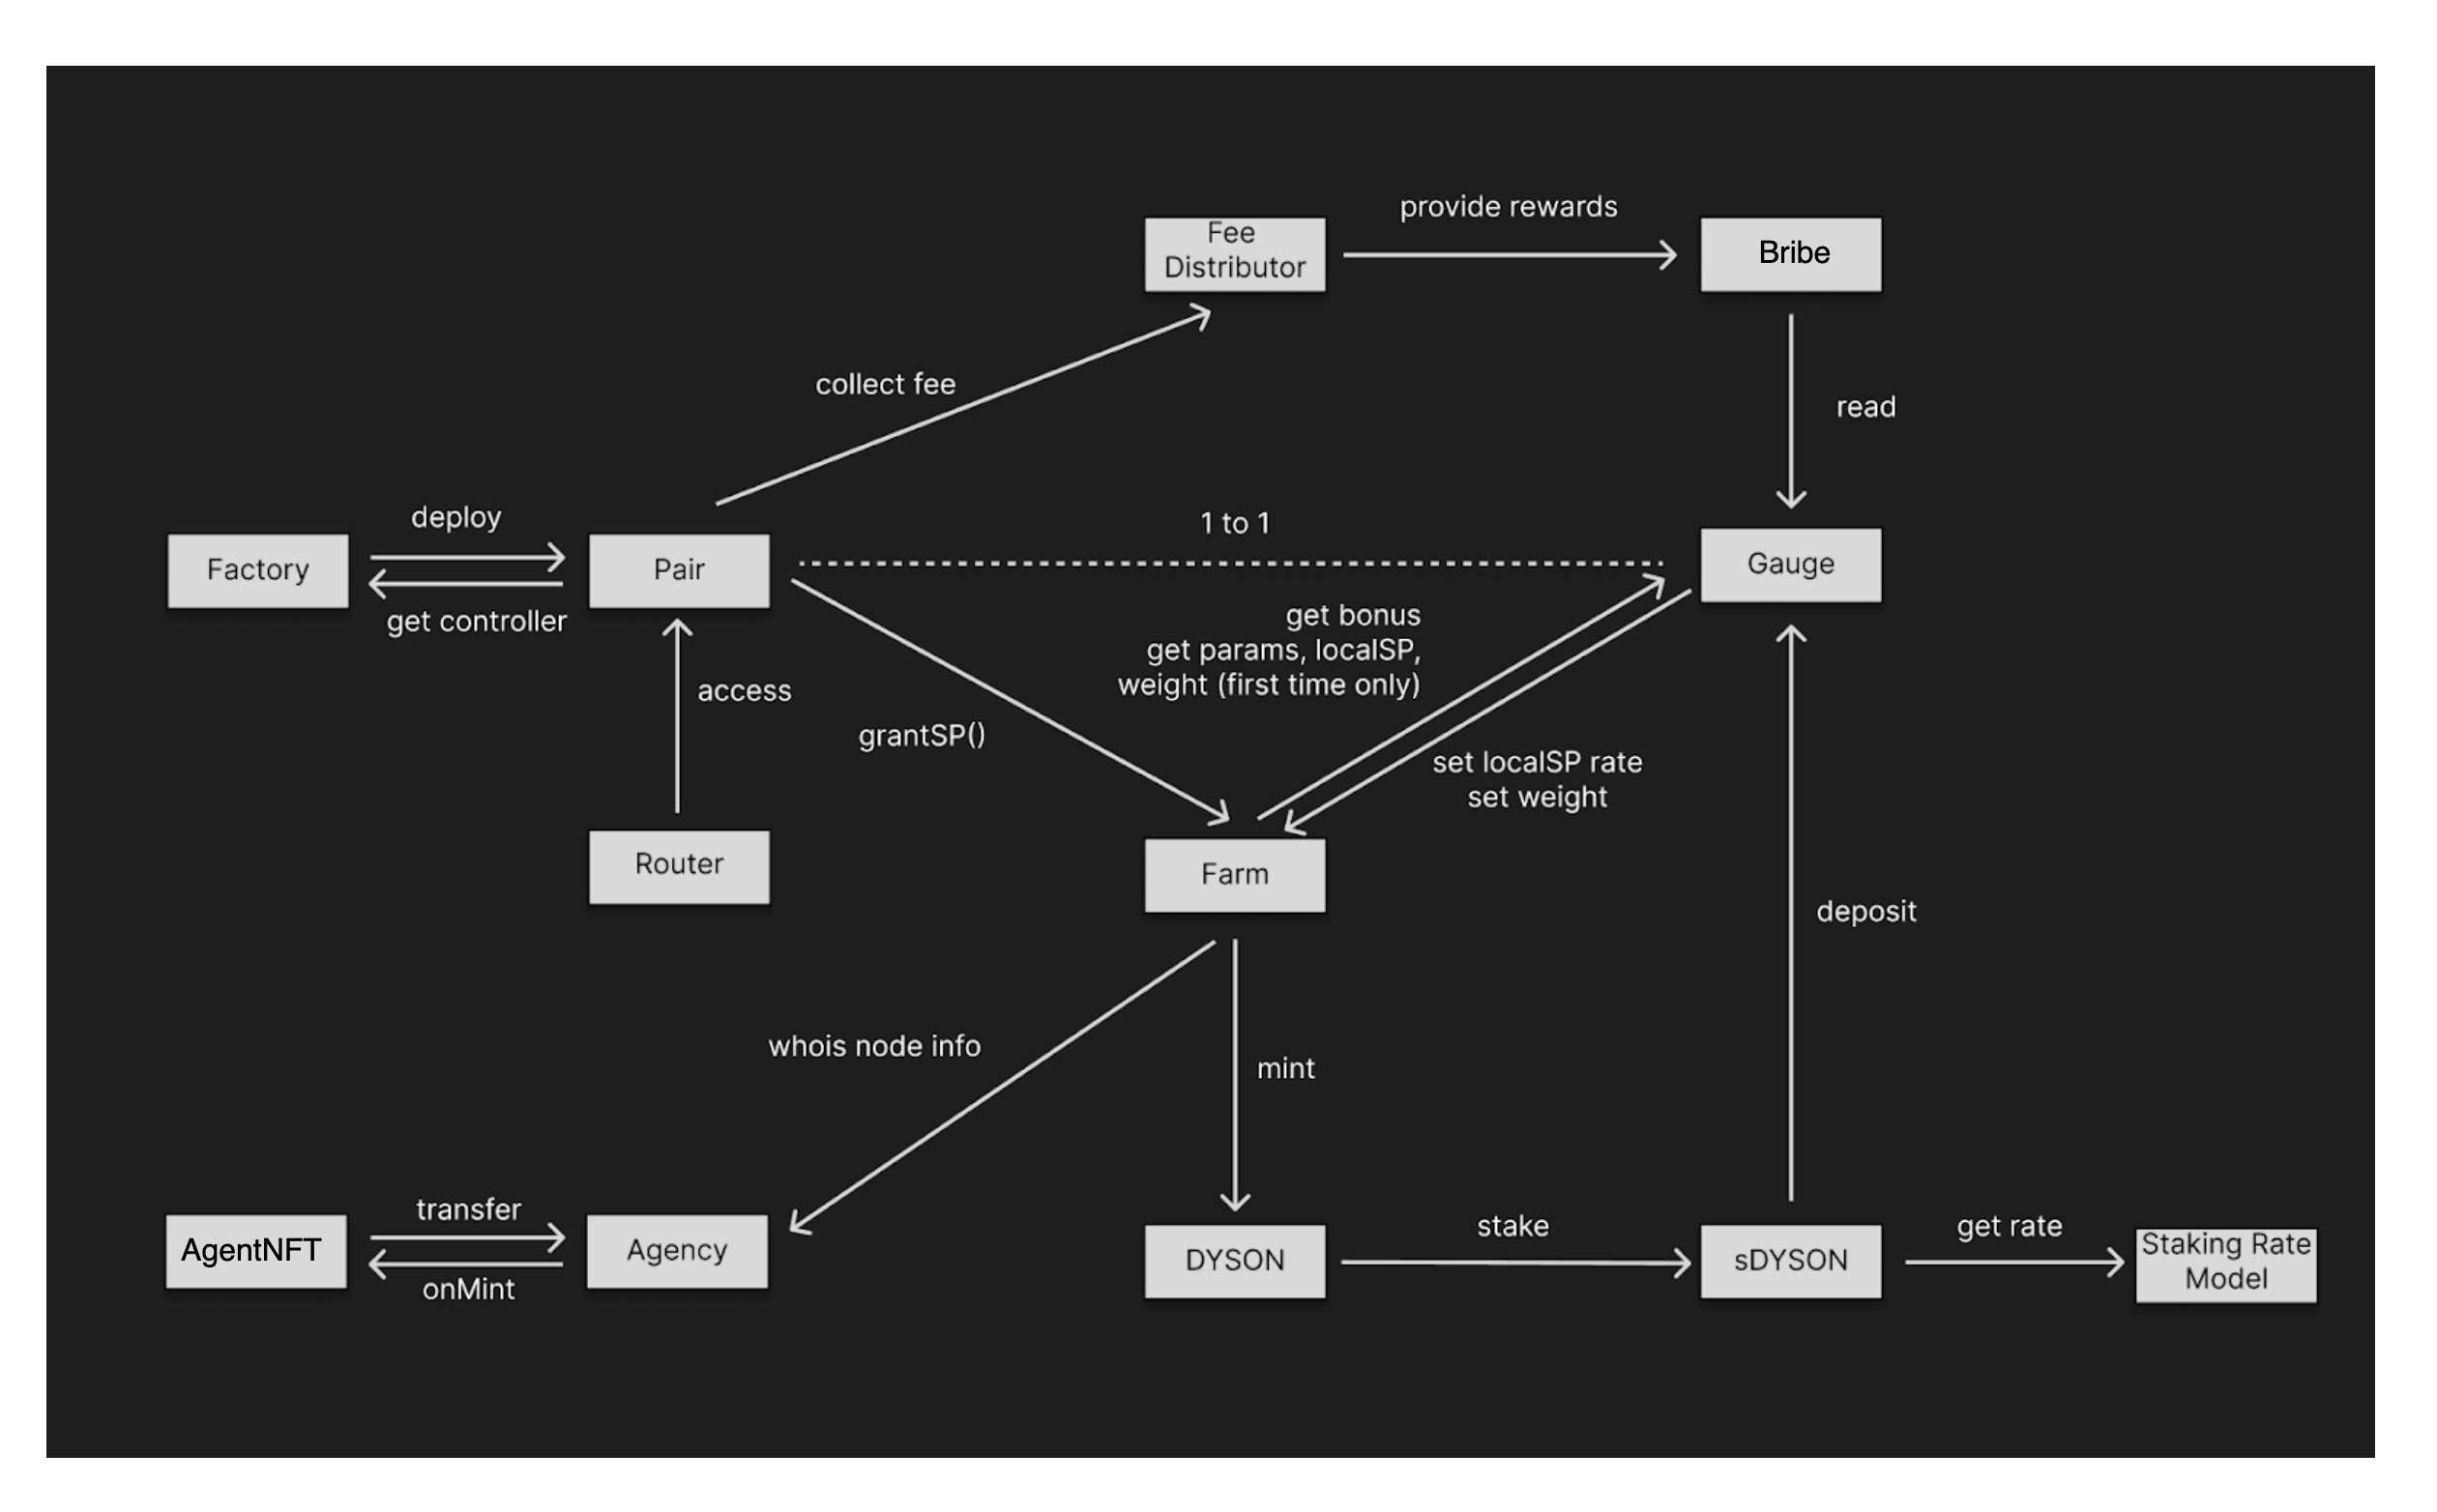 provide rewards
Fee
Distributor
Bribe
collect fee
read
deploy
1 to 1
Factory
Pair
Gauge
get controller
get bonus
get params, localSP,
weight (first time only)
access
grantSP()
set localSP rate
set weight
Router
Farm
deposit
whois node info
mint
transfer
stake
get rate
AgentNFT
Agency
DYSON
sDYSON
Staking Rate
Model
onMint